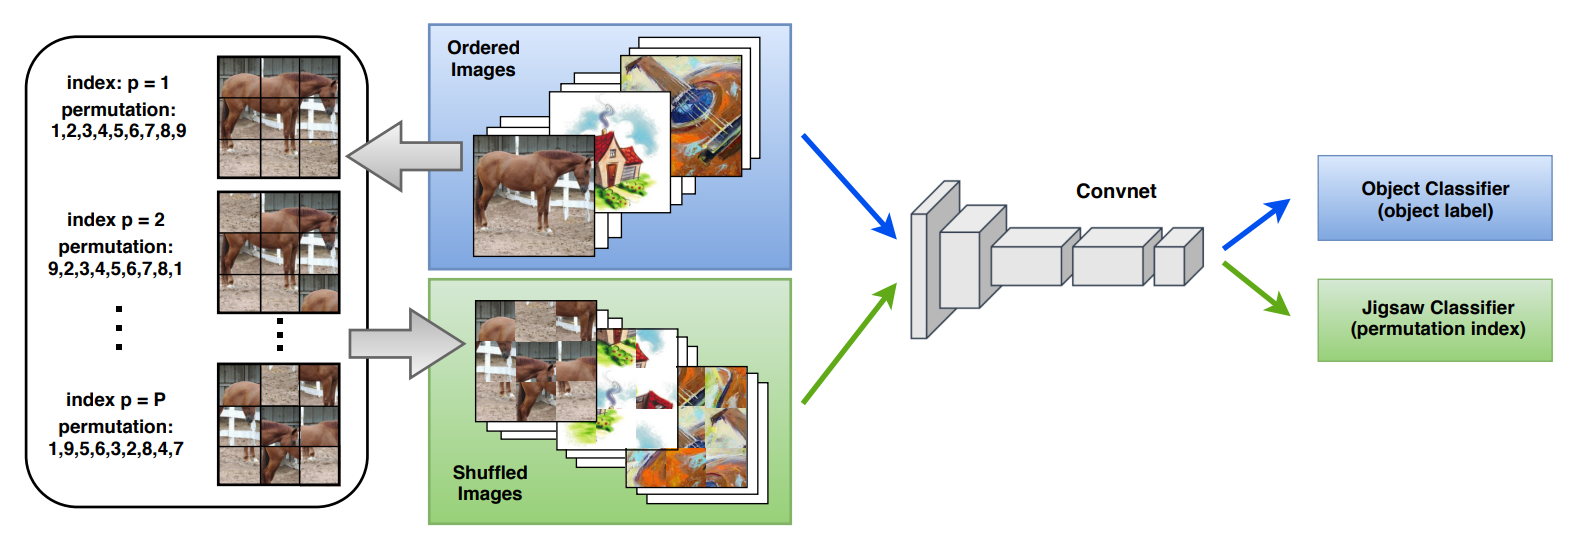 index: p = 1
permutation:
1,2,3,4,5,6,7,8,9
index p = 2
permutation:
9,2,3,4,5,6,7,8,1
index p = P
permutation:
1,9,5,6,3,2,8,4,7
Ordered
Images
Shuffled
Images
Convnet
Object Classifier
(object label)
Jigsaw Classifier
(permutation index)